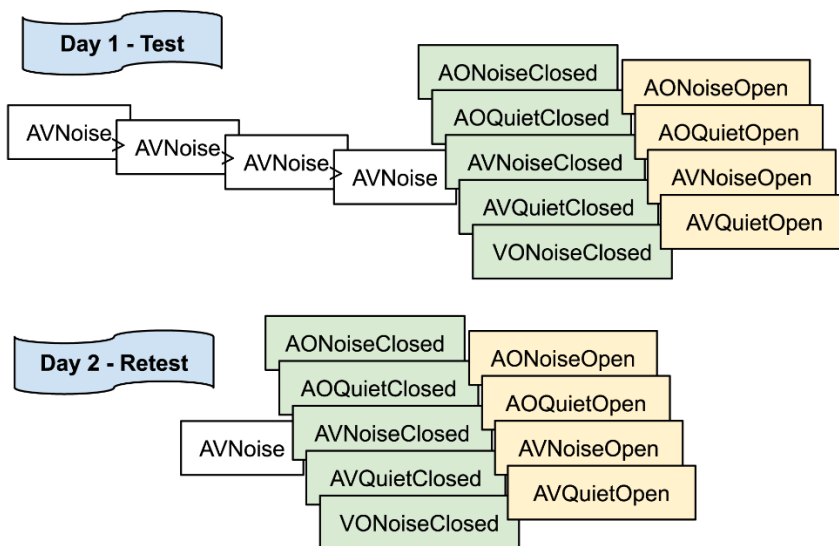 Day 1 - Test
AVNoise
AVNoise
AVNoise
AVNoise
AONoiseClosed
AOQuietClosed
AVNoiseClosed
AVQuietClosed
VONoiseClosed
AONoiseOpen
AOQuietOpen
AVNoiseOpen
AVQuietOpen
Day 2 - Retest
AVNoise
AONoiseClosed
AOQuietClosed
AVNoiseClosed
AVQuietClosed
VONoiseClosed
AONoiseOpen
AOQuietOpen
AVNoiseOpen
AVQuietOpen